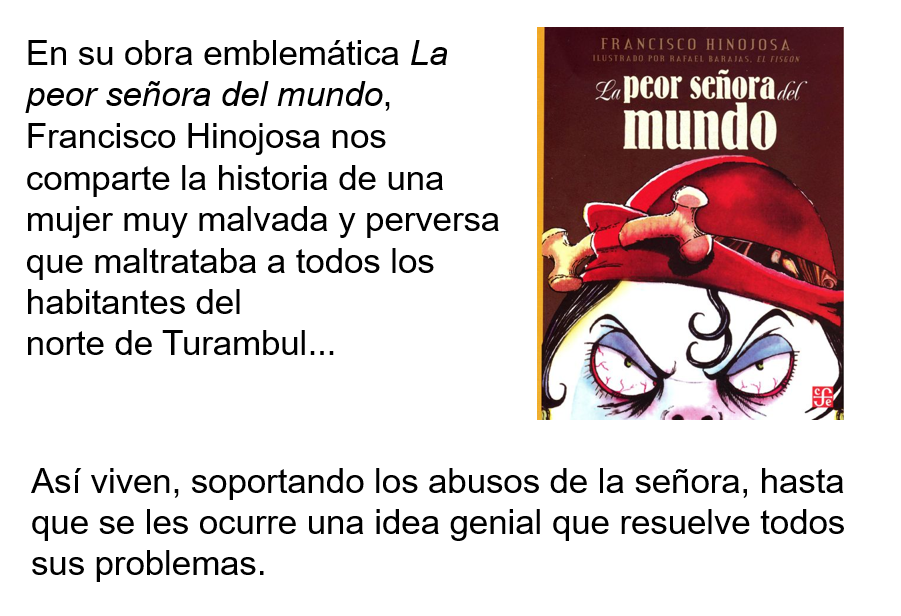 En su obra emblemática La
peor señora del mundo,
Francisco Hinojosa nos
comparte la historia de una
mujer muy malvada y perversa
que maltrataba a todos los
habitantes del
norte de Turambul...
FRANCISCO HINOJOSA
ILUSTRADO POR RAFAEL BARAJAS, EL FISGÓN
La peor señora del
mundo
cfe
Así viven, soportando los abusos de la señora, hasta
que se les ocurre una idea genial que resuelve todos
sus problemas.